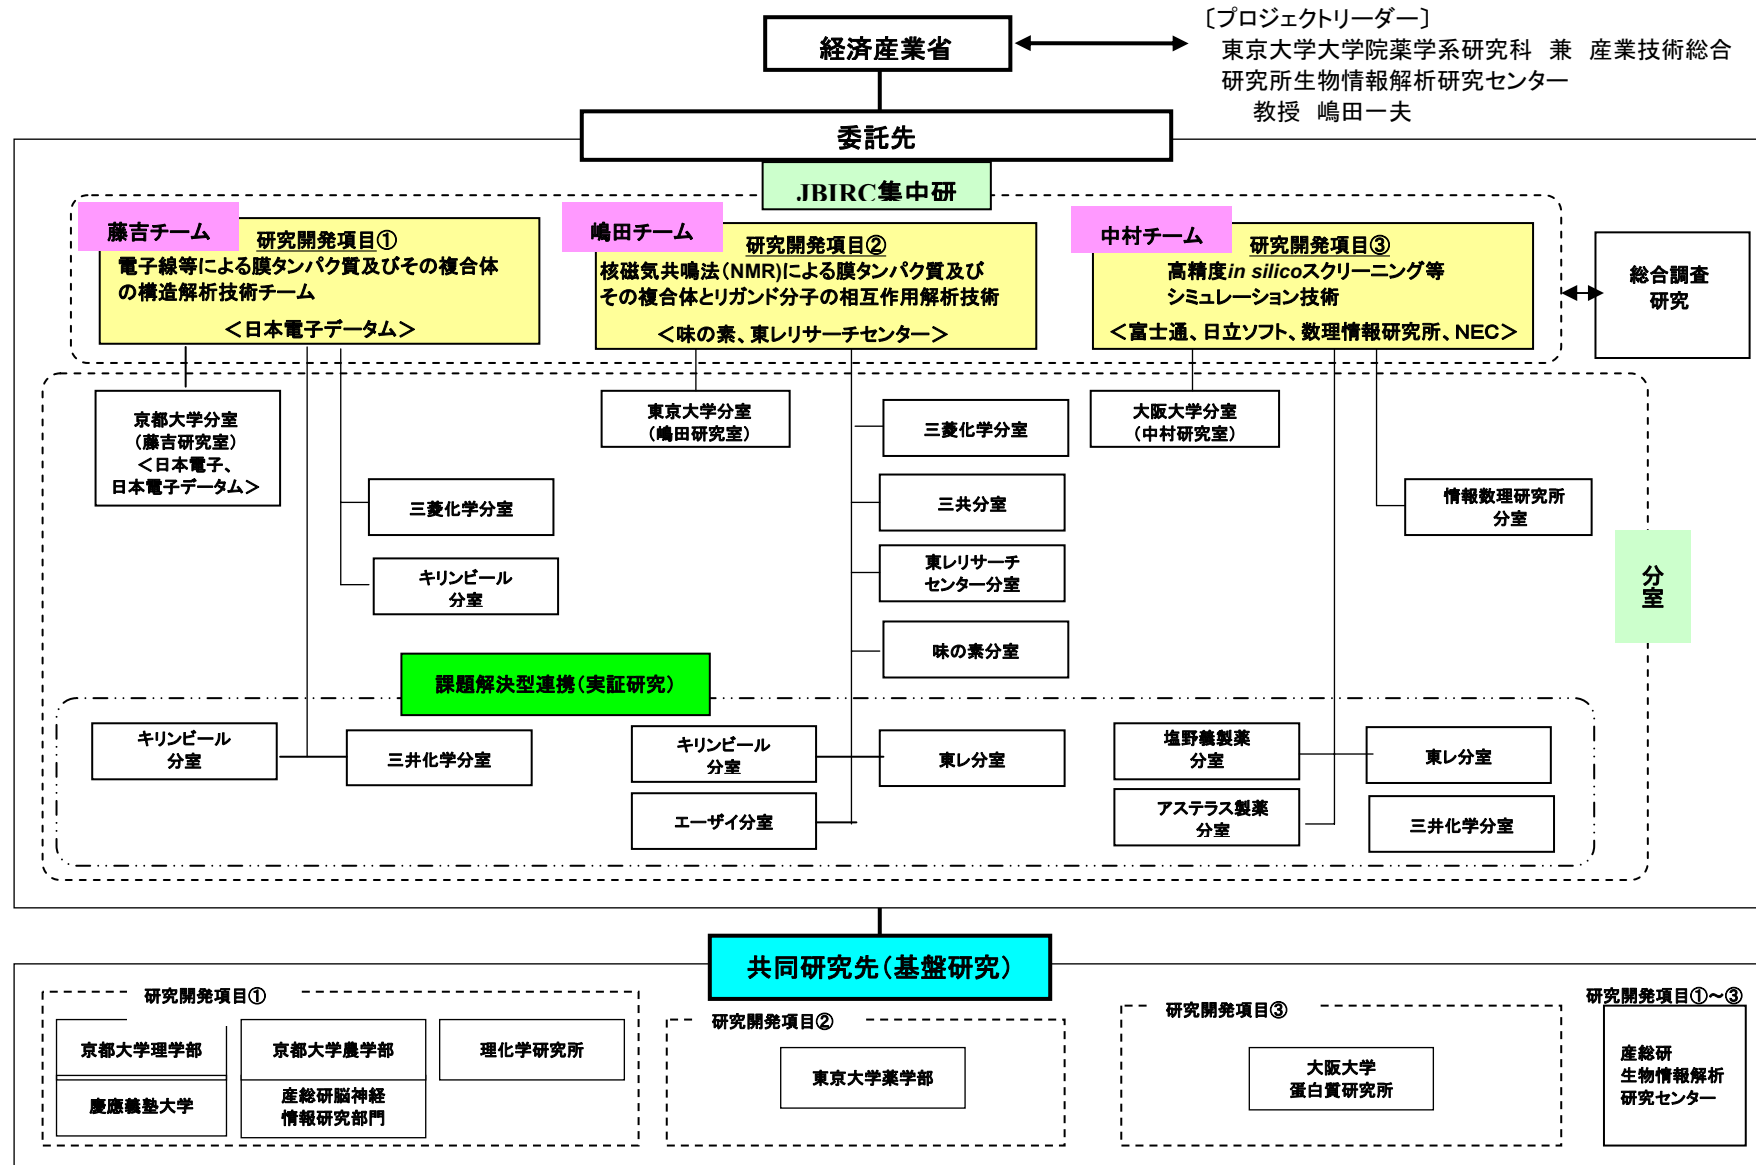 経済産業省
〔プロジェクトリーダー〕
東京大学大学院薬学系研究科 兼 産業技術総合
研究所生物情報解析研究センター
教授 嶋田一夫
委託先
JBIRC集中研
藤吉チーム
研究開発項目①
電子線等による膜タンパク質及びその複合体
の構造解析技術チーム
＜日本電子データム＞
嶋田チーム
研究開発項目②
核磁気共鳴法(NMR)による膜タンパク質及び
その複合体とリガンド分子の相互作用解析技術
＜味の素、東レリサーチセンター＞
中村チーム
研究開発項目③
高精度in silicoスクリーニング等
シミュレーション技術
＜富士通、日立ソフト、数理情報研究所、NEC＞
総合調査
研究
京都大学分室
(藤吉研究室)
＜日本電子、
日本電子データム＞
三菱化学分室
キリンビール
分室
東京大学分室
(嶋田研究室)
三菱化学分室
三共分室
東レリサーチ
センター分室
味の素分室
大阪大学分室
(中村研究室)
情報数理研究所
分室
分
室
課題解決型連携(実証研究)
キリンビール
分室
三井化学分室
キリンビール
分室
東レ分室
エーザイ分室
塩野義製薬
分室
東レ分室
アステラス製薬
分室
三井化学分室
共同研究先(基盤研究)
研究開発項目①
京都大学理学部
京都大学農学部
理化学研究所
慶應義塾大学
産総研脳神経
情報研究部門
研究開発項目②
東京大学薬学部
研究開発項目③
大阪大学
蛋白質研究所
研究開発項目①～③
産総研
生物情報解析
研究センター